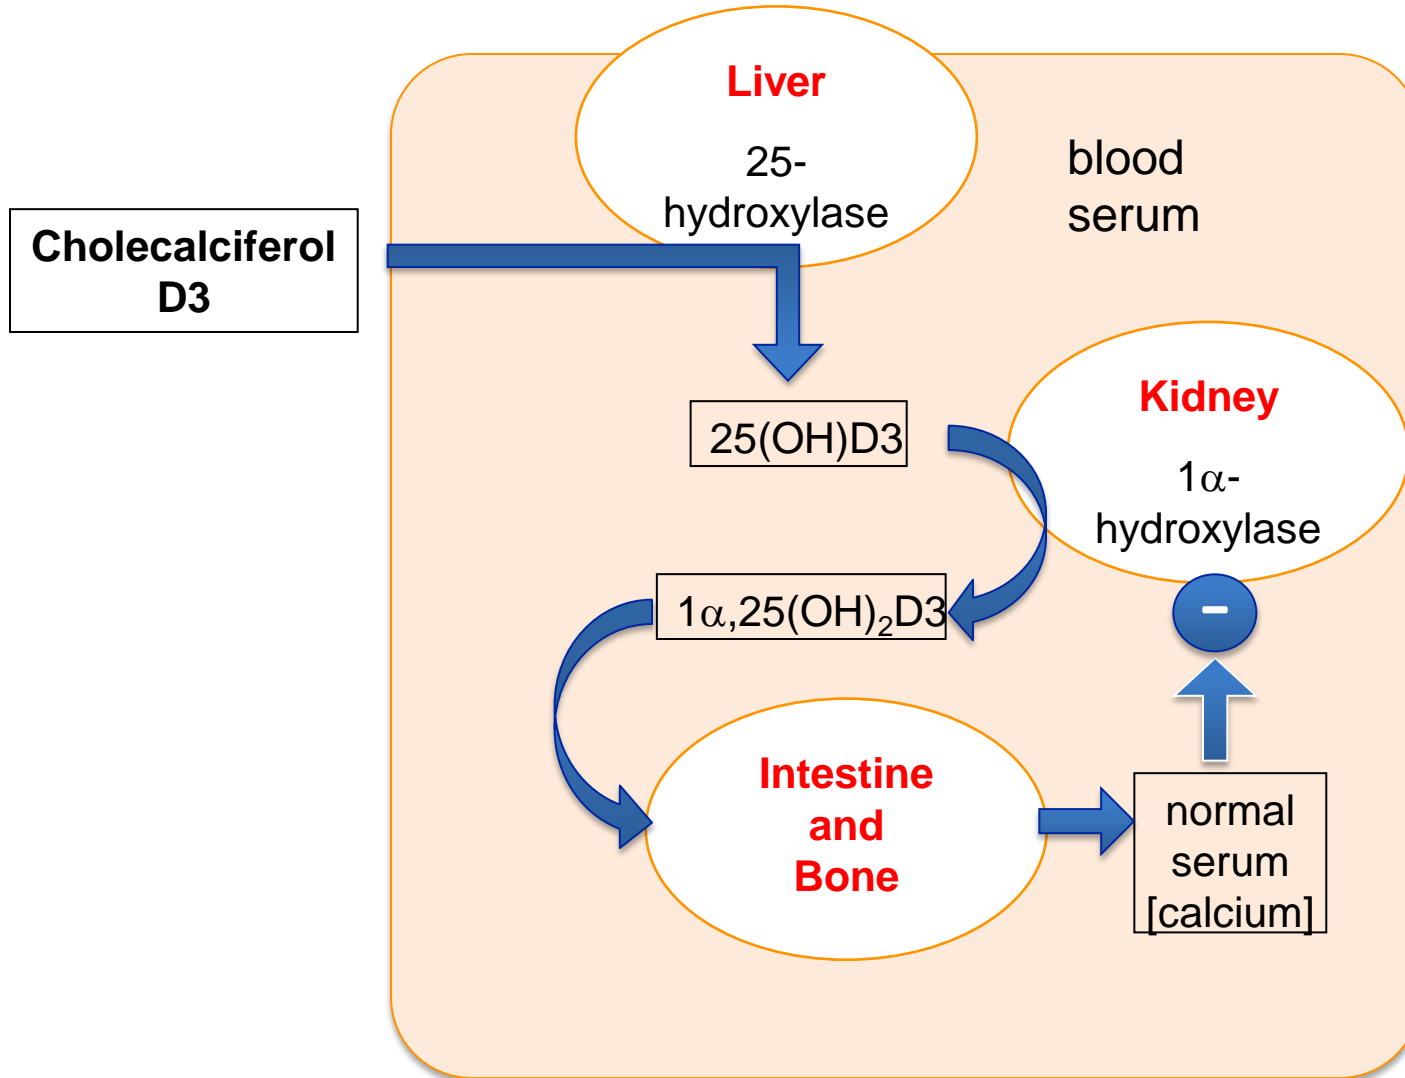 Liver
25-
hydroxylase
blood
serum
Cholecalciferol
D3
25(OH)D3
Kidney
1α-
hydroxylase
1α,25(OH)₂D3
−
Intestine
and
Bone
normal
serum
[calcium]